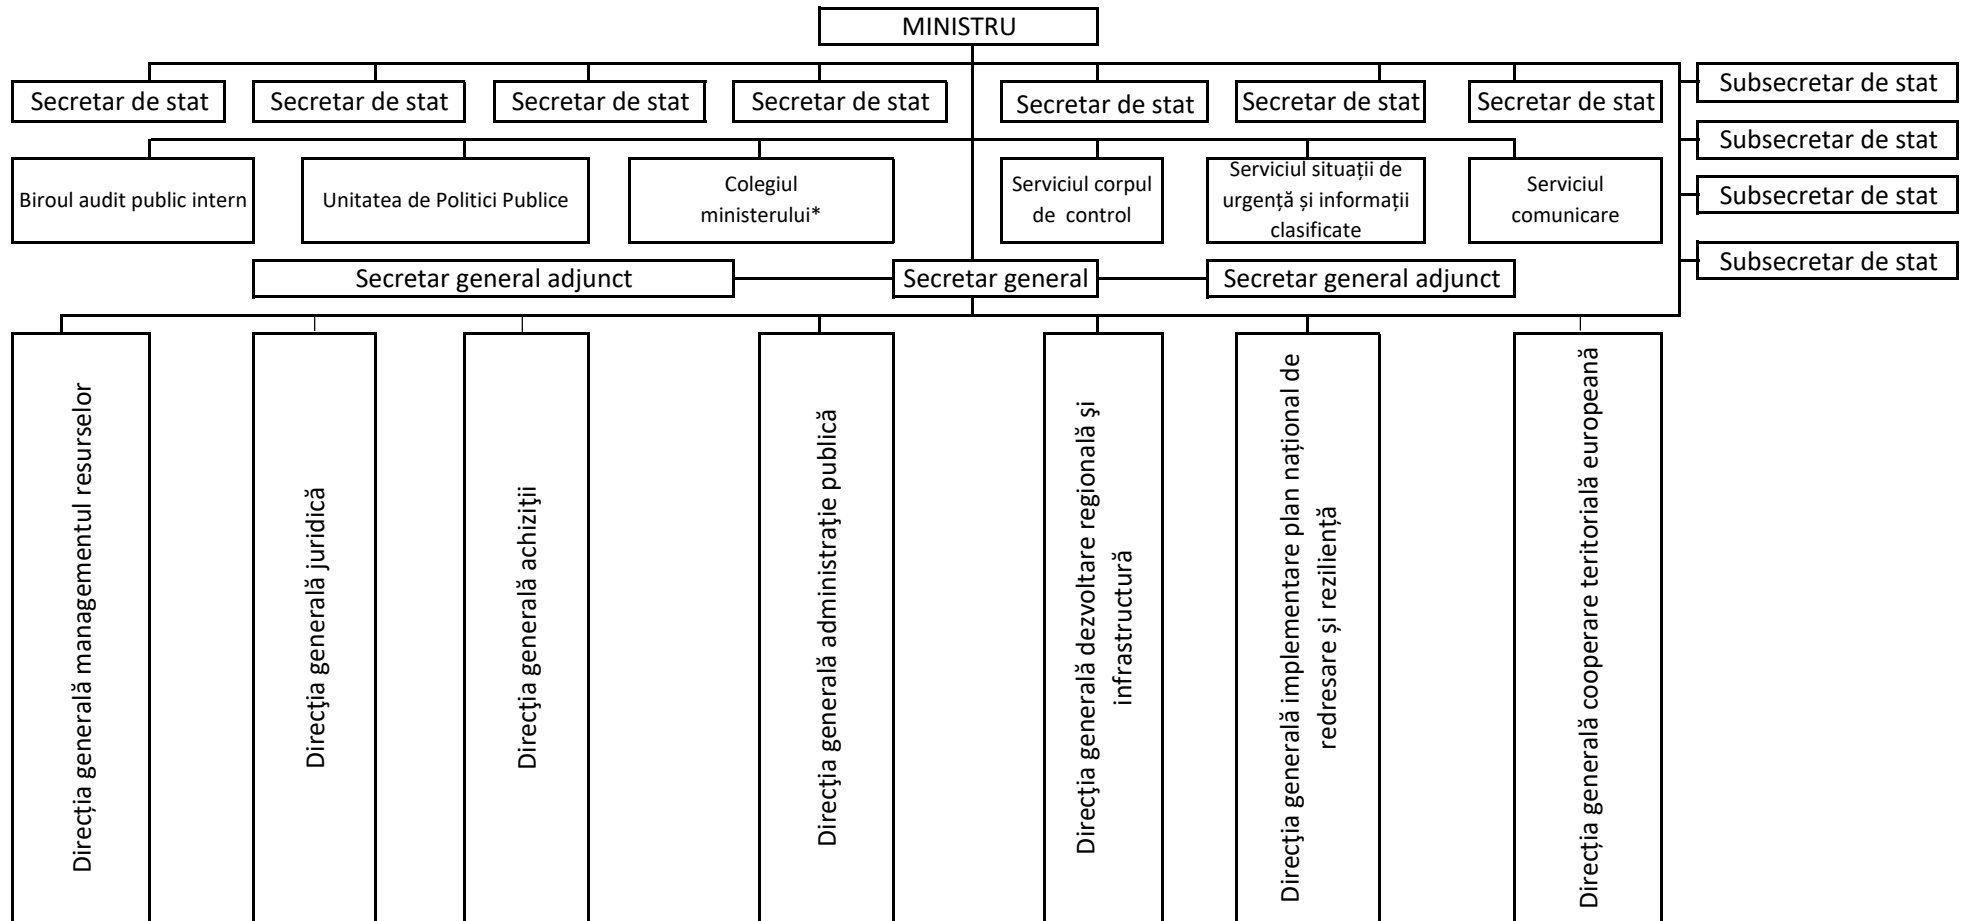 MINISTRU
Secretar de stat
Secretar de stat
Secretar de stat
Secretar de stat
Secretar de stat
Secretar de stat
Secretar de stat
Subsecretar de stat
Subsecretar de stat
Subsecretar de stat
Subsecretar de stat
Biroul audit public intern
Unitatea de Politici Publice
Colegiul
ministerului*
Serviciul corpul
de control
Serviciul situații de
urgență și informații
clasificate
Serviciul
comunicare
Secretar general adjunct
Secretar general
Secretar general adjunct
Direcția generală managementul resurselor
Direcţia generală juridică
Direcţia generală achiziţii
Direcţia generală administraţie publică
Direcţia generală dezvoltare regională şi
infrastructură
Direcţia generală implementare plan național de
redresare și reziliență
Direcția generală cooperare teritorială europeană